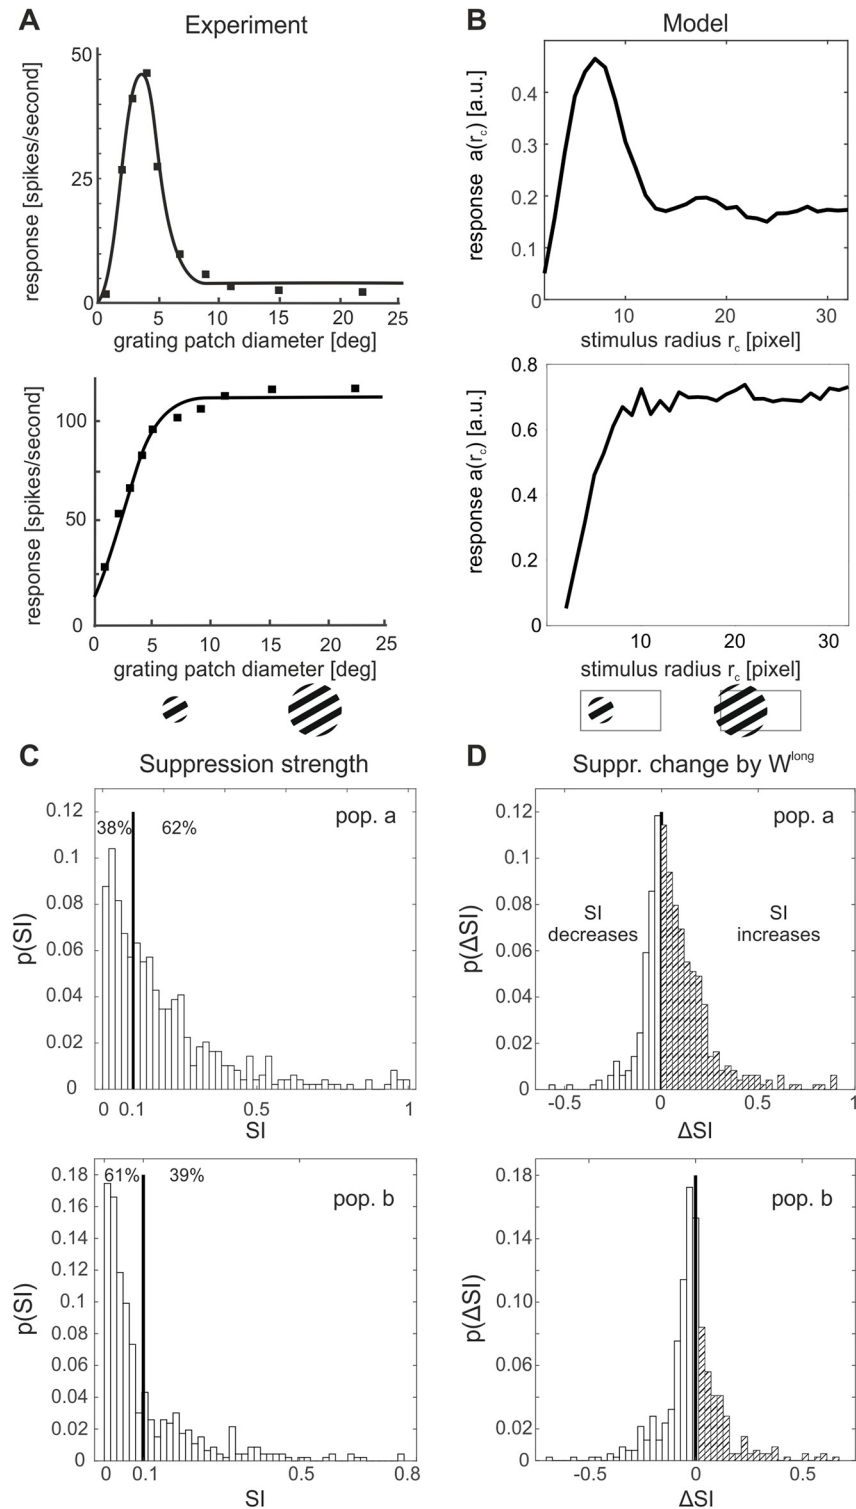 A
Experiment
response [spikes/second]
50
25
0
0 5 10 15 20 25
grating patch diameter [deg]
B
Model
response a(rc) [a.u.]
0.4
0.3
0.2
0.1
0
10 20 30
stimulus radius rc [pixel]
response [spikes/second]
100
50
0
0 5 10 15 20 25
grating patch diameter [deg]
response a(rc) [a.u.]
0.8
0.6
0.4
0.2
0
10 20 30
stimulus radius rc [pixel]
C
Suppression strength
pop. a
38% 62%
p(SI)
0.12
0.1
0.08
0.06
0.04
0.02
0
0 0.1 0.5 1
SI
D
Suppr. change by Wlong
pop. a
SI
decreases
SI
increases
p(ΔSI)
0.12
0.1
0.08
0.06
0.04
0.02
0
-0.5 0 0.5 1
ΔSI
pop. b
61% 39%
p(SI)
0.18
0.16
0.14
0.12
0.1
0.08
0.06
0.04
0.02
0
0 0.1 0.5 0.8
SI
pop. b
p(ΔSI)
0.18
0.14
0.1
0.06
0.02
0
-0.5 0 0.5
ΔSI